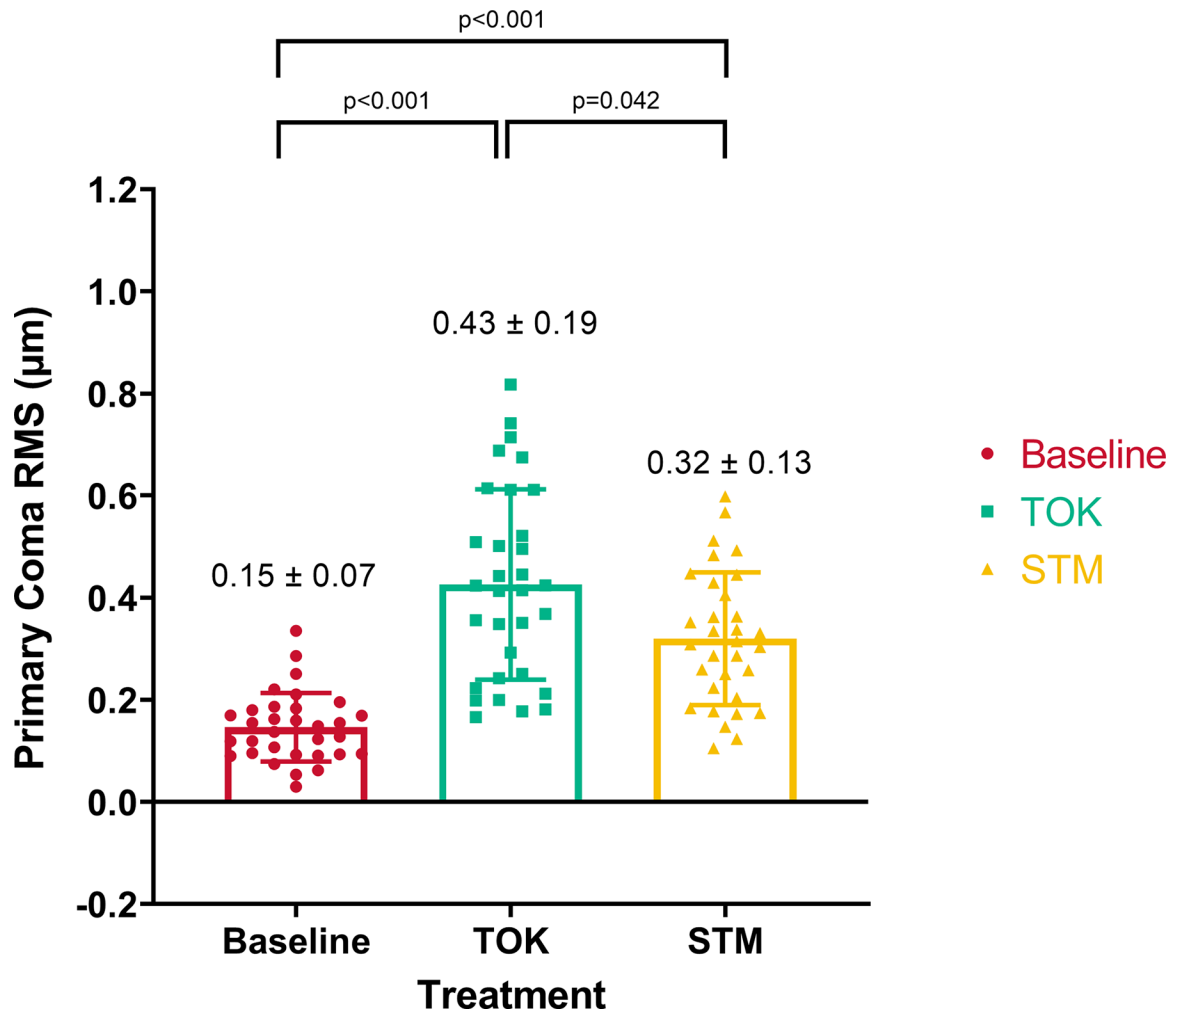 p<0.001
p<0.001
p=0.042
1.2
1.0
0.8
0.6
0.4
0.2
0.0
-0.2
Primary Coma RMS (μm)
0.15 ± 0.07
0.43 ± 0.19
0.32 ± 0.13
Baseline
TOK
STM
Baseline
TOK
STM
Treatment